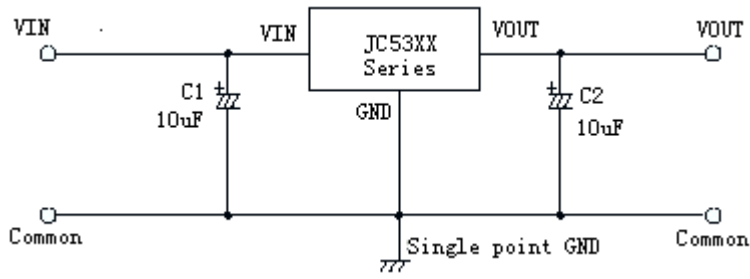 VIN
VIN
JC53XX
Series
VOUT
VOUT
C1
10uF
GND
C2
10uF
Common
Single point GND
Common